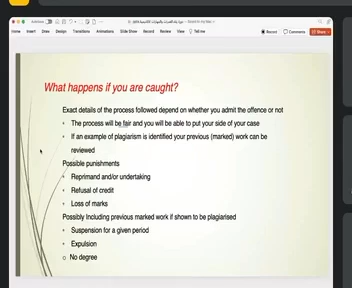 Home Insert Draw Design Transitions Animations Slide Show Record Review View Tell me Record Comments Share
What happens if you are caught?
Exact details of the process followed depend on whether you admit the offence or not
The process will be fair and you will be able to put your side of your case
If an example of plagiarism is identified your previous (marked) work can be
reviewed
Possible punishments
Reprimand and/or undertaking
Refusal of credit
Loss of marks
Possibly Including previous marked work if shown to be plagiarised
Suspension for a given period
Expulsion
No degree